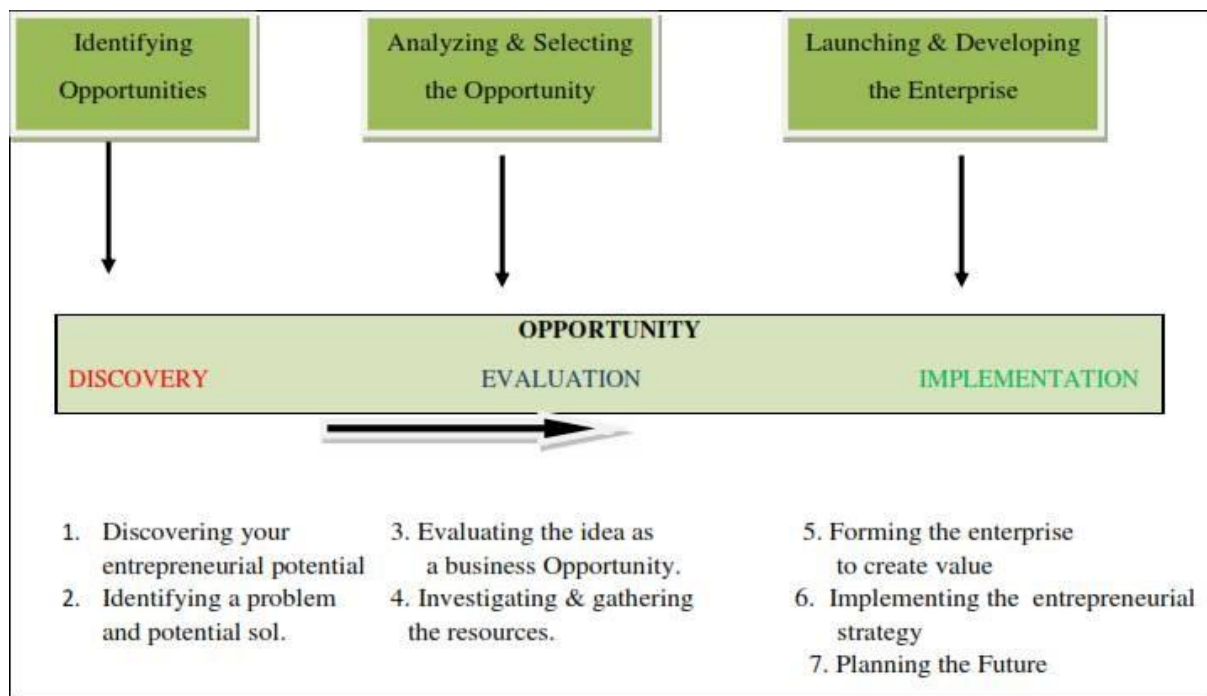 Identifying
Opportunities
Analyzing & Selecting
the Opportunity
Launching & Developing
the Enterprise
OPPORTUNITY
DISCOVERY
EVALUATION
IMPLEMENTATION
1. Discovering your
entrepreneurial potential
2. Identifying a problem
and potential sol.
3. Evaluating the idea as
a business Opportunity.
4. Investigating & gathering
the resources.
5. Forming the enterprise
to create value
6. Implementing the entrepreneurial
strategy
7. Planning the Future